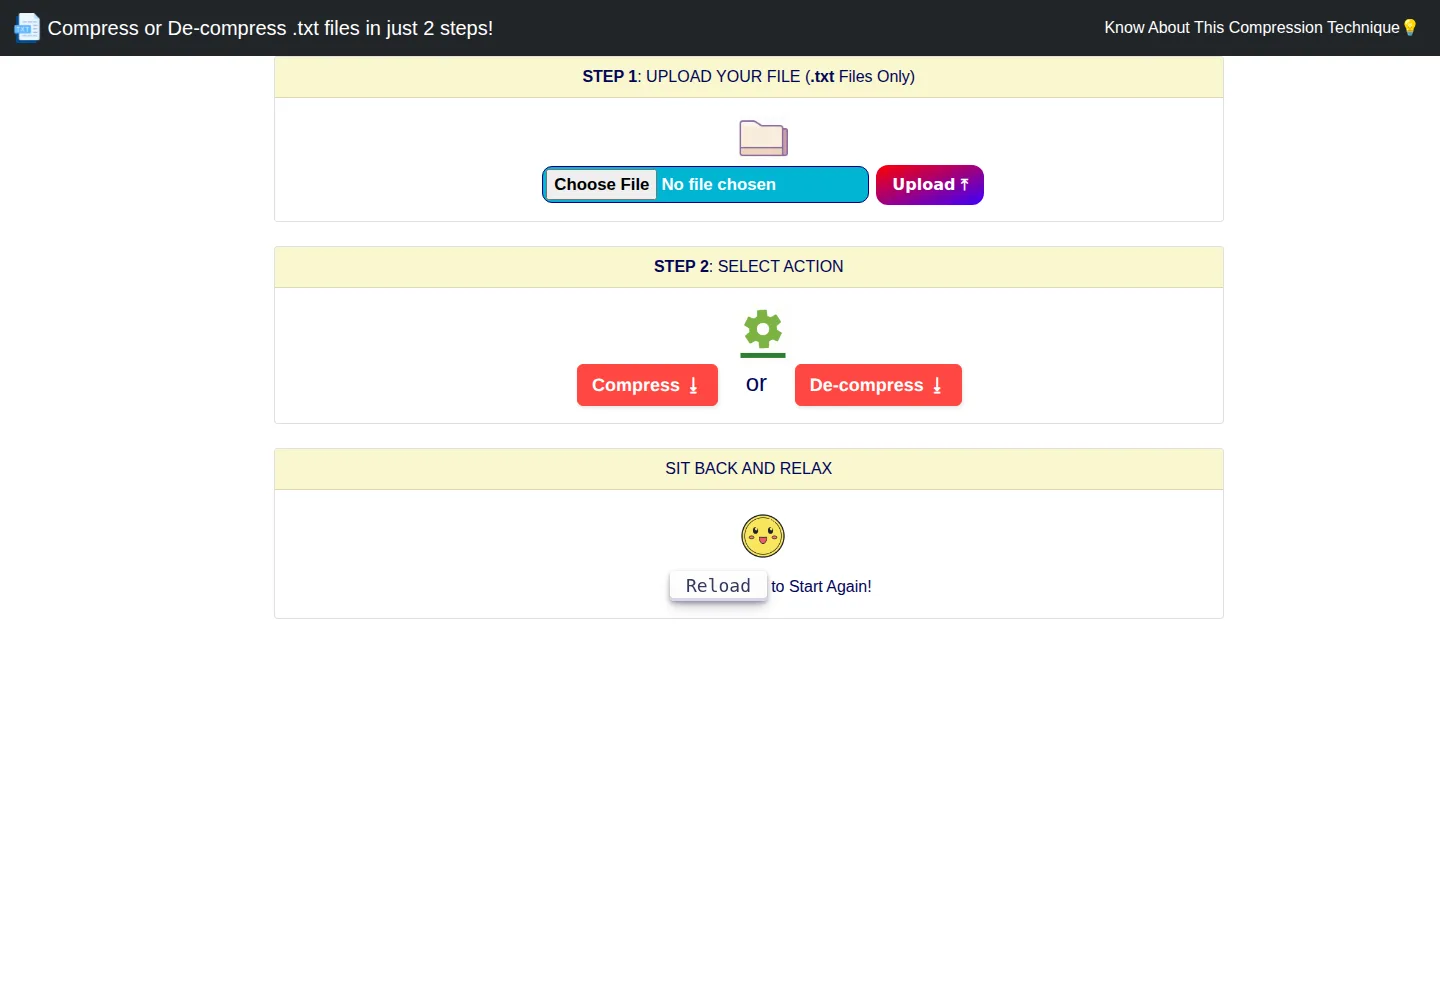 Compress or De-compress .txt files in just 2 steps!
Know About This Compression Technique💡
STEP 1: UPLOAD YOUR FILE (.txt Files Only)
Choose File No file chosen
Upload ⤒
STEP 2: SELECT ACTION
Compress ⭳ or De-compress ⭳
SIT BACK AND RELAX
Reload to Start Again!